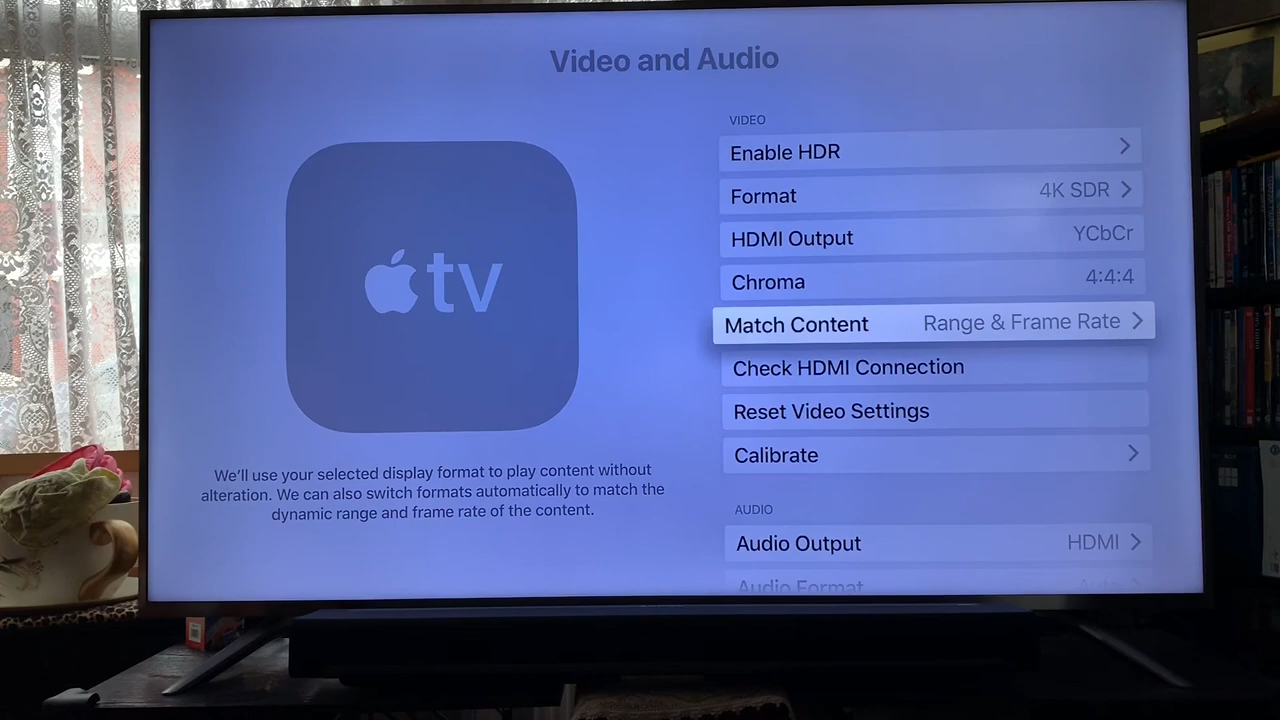 Video and Audio
VIDEO
Enable HDR
Format 4K SDR
HDMI Output YCbCr
Chroma 4:4:4
Match Content Range & Frame Rate
Check HDMI Connection
Reset Video Settings
Calibrate
AUDIO
Audio Output HDMI
Audio Format Auto
tv
We'll use your selected display format to play content without
alteration. We can also switch formats automatically to match the
dynamic range and frame rate of the content.